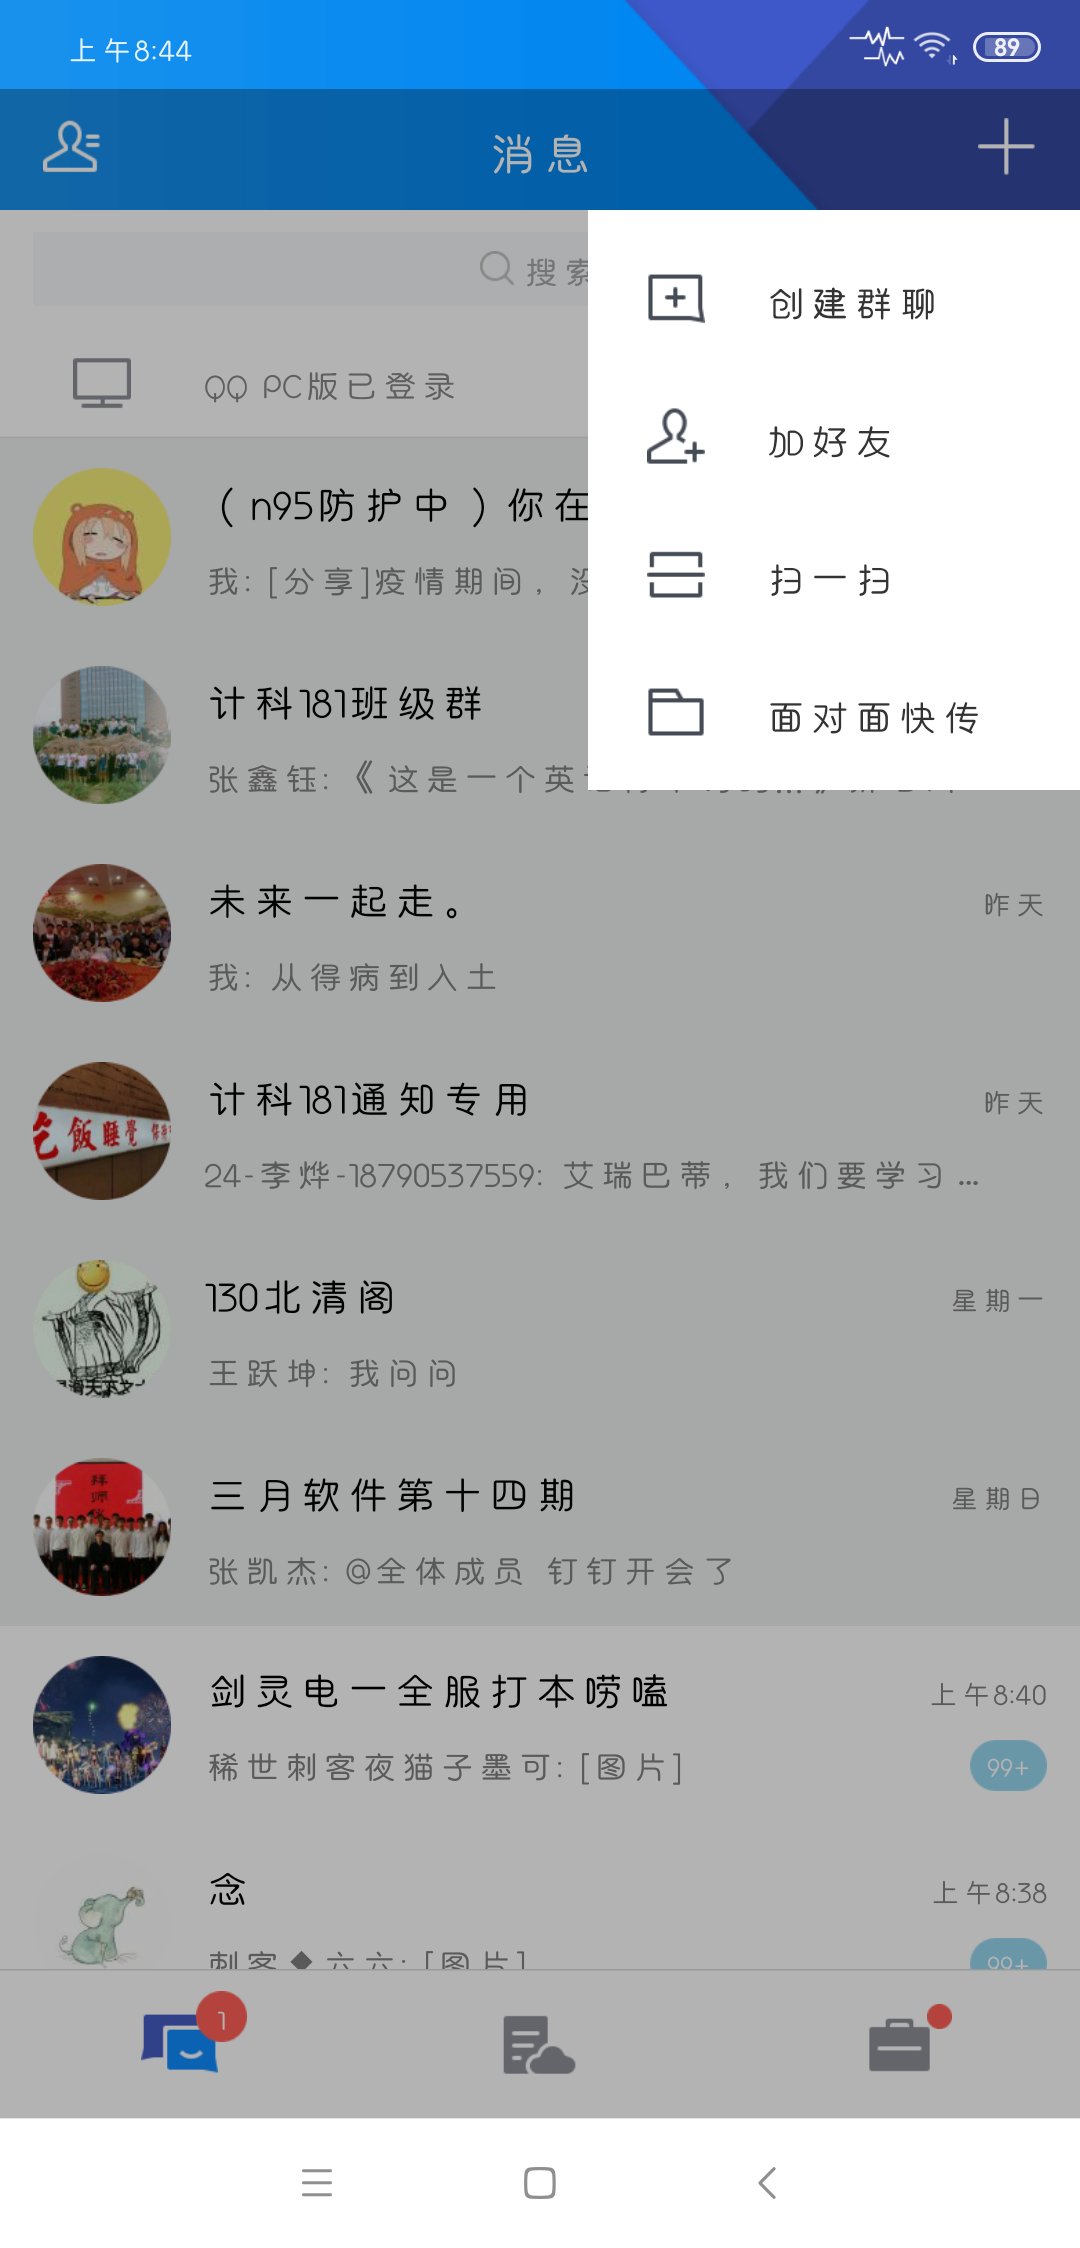 上午8:44
89
消息
搜索
创建群聊
加好友
扫一扫
面对面快传
QQ PC版已登录
（n95防护中）你在
我: [分享]疫情期间，
计科181班级群
张鑫钰:《这是一个英
未来一起走。
昨天
我: 从得病到入土
计科181通知专用
昨天
24-李烨-18790537559: 艾瑞巴蒂，我们要学习...
130北清阁
星期一
王跃坤: 我问问
三月软件第十四期
星期日
张凯杰: @全体成员 钉钉开会了
剑灵电一全服打本唠嗑
上午8:40
稀世刺客夜猫子墨可: [图片]
99+
念
上午8:38
刺客◆六六: [图片]
99+
1